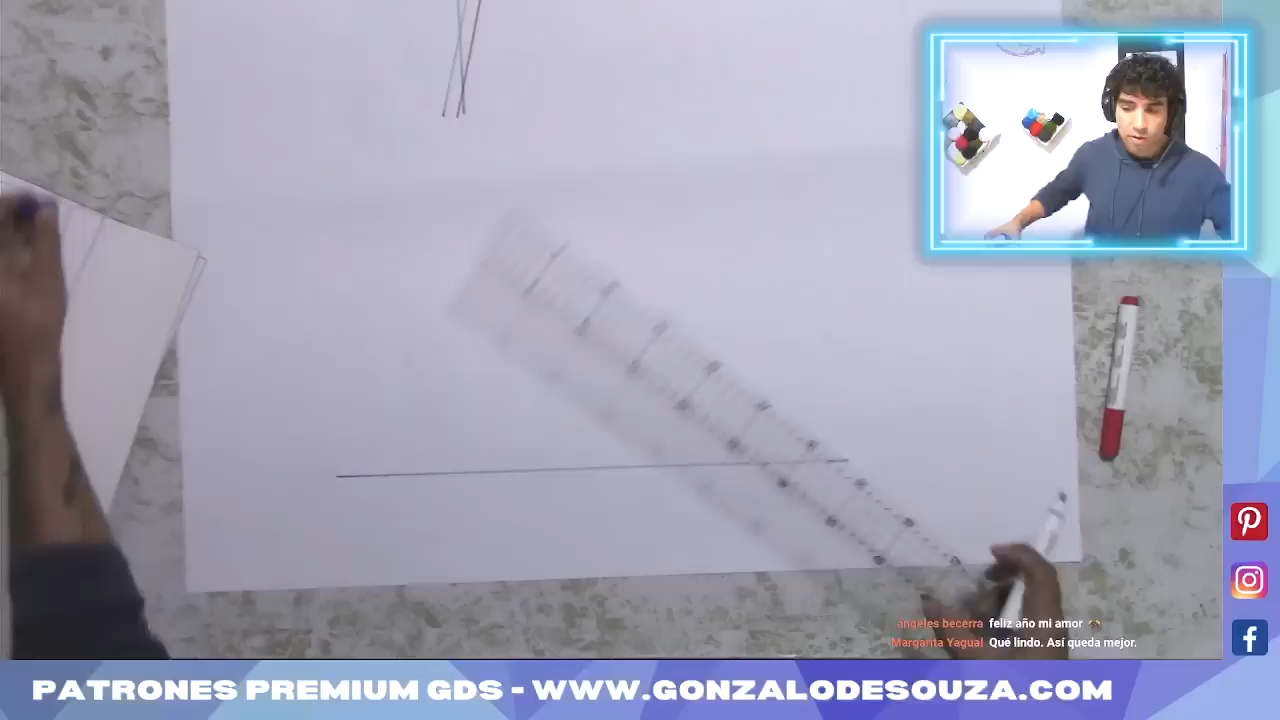 angeles becerra feliz año mi amor
Margarita Yagual Qué lindo. Así queda mejor.
PATRONES PREMIUM GDS - WWW.GONZALODESOUZA.COM